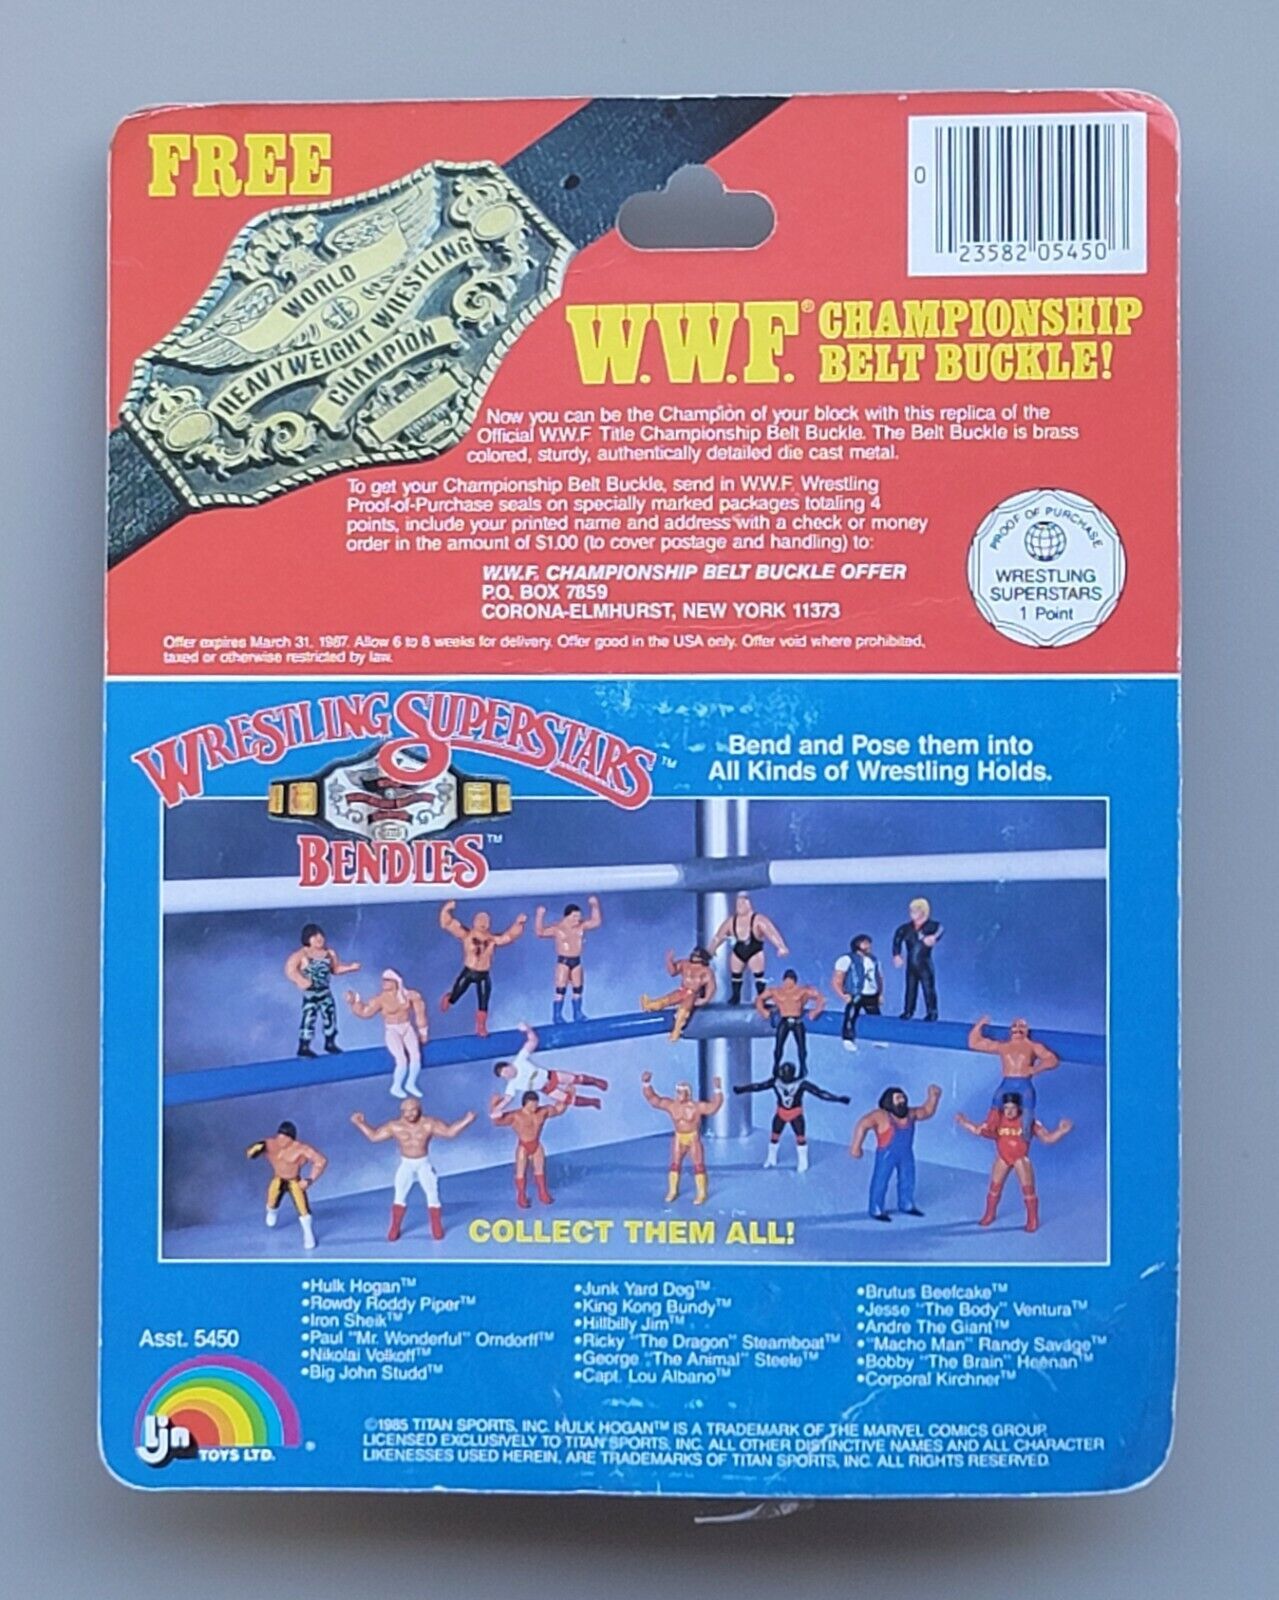 FREE
WORLD
HEAVYWEIGHT WRESTLING
CHAMPION
0
23582 05450
W.W.F.® CHAMPIONSHIP
BELT BUCKLE!
Now you can be the Champion of your block with this replica of the
Official W.W.F. Title Championship Belt Buckle. The Belt Buckle is brass
colored, sturdy, authentically detailed die cast metal.
To get your Championship Belt Buckle, send in W.W.F. Wrestling
Proof-of-Purchase seals on specially marked packages totaling 4
points, include your printed name and address with a check or money
order in the amount of $1.00 (to cover postage and handling) to:
W.W.F. CHAMPIONSHIP BELT BUCKLE OFFER
P.O. BOX 7859
CORONA-ELMHURST, NEW YORK 11373
PROOF OF PURCHASE
WRESTLING
SUPERSTARS
1 Point
Offer expires March 31, 1987. Allow 6 to 8 weeks for delivery. Offer good in the USA only. Offer void where prohibited,
taxed or otherwise restricted by law.
WRESTLING SUPERSTARS™
BENDIES™
Bend and Pose them into
All Kinds of Wrestling Holds.
COLLECT THEM ALL!
•Hulk Hogan™
•Rowdy Roddy Piper™
•Iron Sheik™
•Paul "Mr. Wonderful" Orndorff™
•Nikolai Volkoff™
•Big John Studd™
•Junk Yard Dog™
•King Kong Bundy™
•Hillbilly Jim™
•Ricky "The Dragon" Steamboat™
•George "The Animal" Steele™
•Capt. Lou Albano™
•Brutus Beefcake™
•Jesse "The Body" Ventura™
•Andre The Giant™
•"Macho Man" Randy Savage™
•Bobby "The Brain" Heenan™
•Corporal Kirchner™
Asst. 5450
ljn
TOYS LTD.®
©1985 TITAN SPORTS, INC. HULK HOGAN™ IS A TRADEMARK OF THE MARVEL COMICS GROUP
LICENSED EXCLUSIVELY TO TITAN SPORTS, INC. ALL OTHER DISTINCTIVE NAMES AND ALL CHARACTER
LIKENESSES USED HEREIN, ARE TRADEMARKS OF TITAN SPORTS, INC. ALL RIGHTS RESERVED.